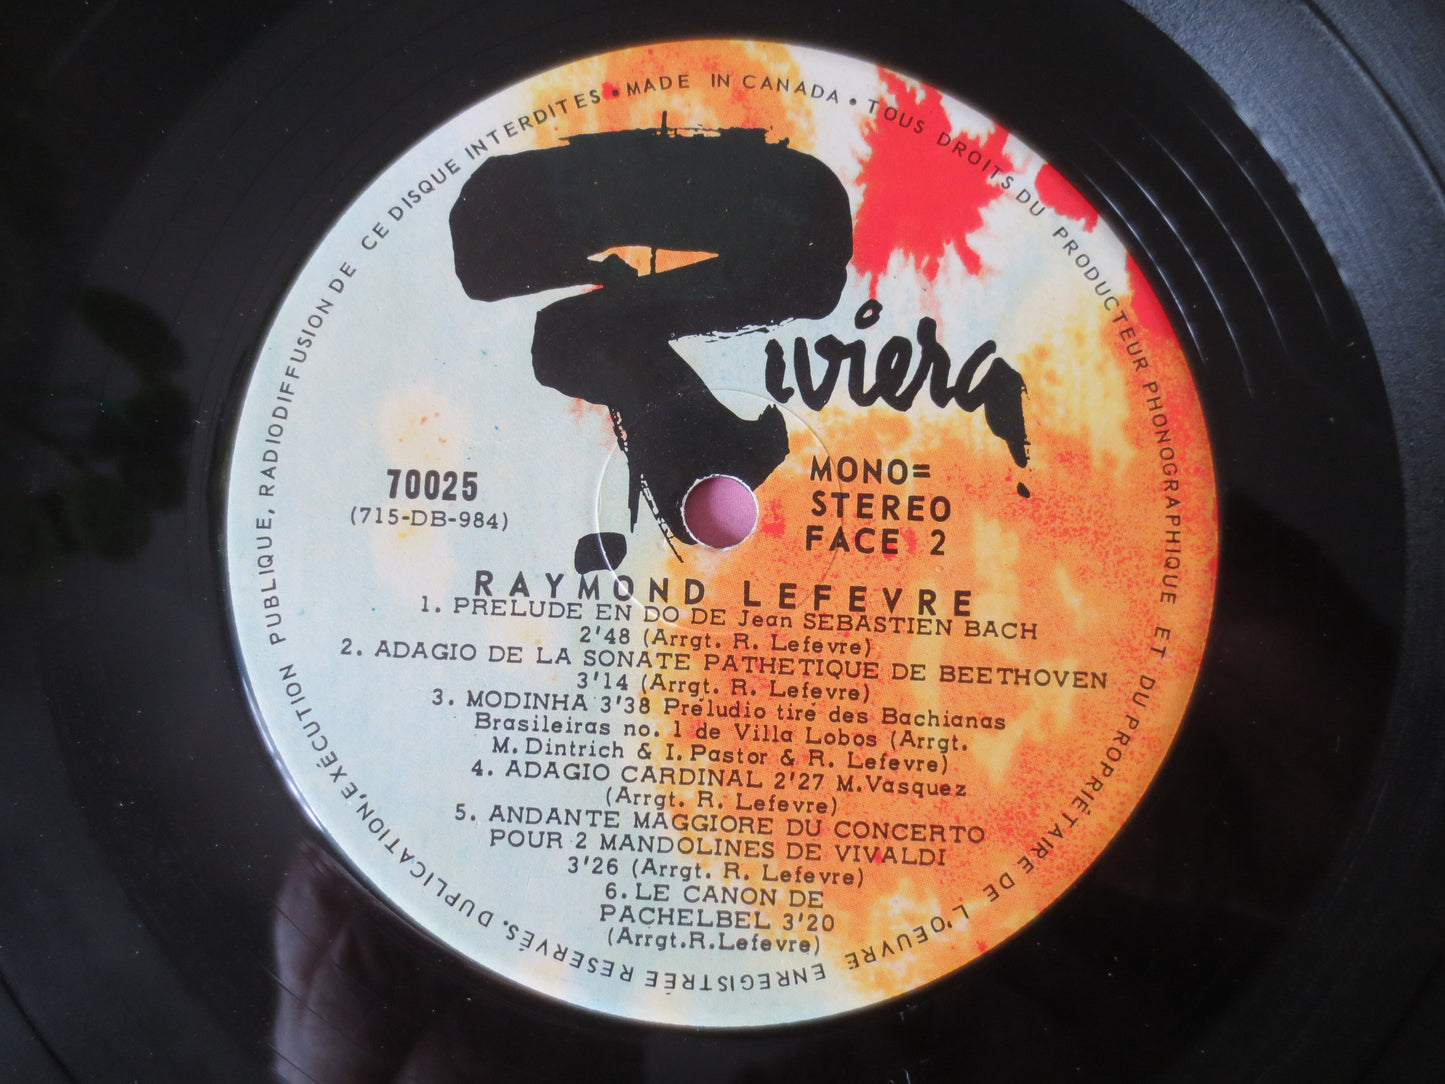 DUPLICATION, EXÉCUTION PUBLIQUE, RADIODIFFUSION DE CE DISQUE INTERDITES • MADE IN CANADA • TOUS DROITS DU PRODUCTEUR PHONOGRAPHIQUE ET DU PROPRIÉTAIRE DE L'OEUVRE ENREGISTRÉE RESERVÉS.
Riviera
70025
(715-DB-984)
MONO=
STEREO
FACE 2
RAYMOND LEFEVRE
1. PRELUDE EN DO DE Jean SEBASTIEN BACH
2'48 (Arrgt. R. Lefevre)
2. ADAGIO DE LA SONATE PATHETIQUE DE BEETHOVEN
3'14 (Arrgt. R. Lefevre)
3. MODINHA 3'38 Préludio tire des Bachianas
Brasileiras no. 1 de Villa Lobos (Arrgt.
M. Dintrich & I. Pastor & R. Lefevre)
4. ADAGIO CARDINAL 2'27 M.Vasquez
(Arrgt. R. Lefevre)
5. ANDANTE MAGGIORE DU CONCERTO
POUR 2 MANDOLINES DE VIVALDI
3'26 (Arrgt. R. Lefevre)
6. LE CANON DE
PACHELBEL 3'20
(Arrgt.R.Lefevre)